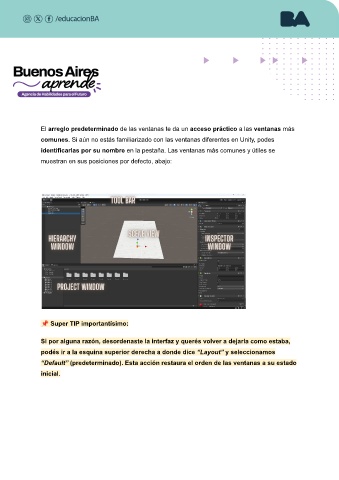 /educacionBA
BA
Buenos Aires
aprende
Agencia de Habilidades para el Futuro
El arreglo predeterminado de las ventanas te da un acceso práctico a las ventanas más
comunes. Si aún no estás familiarizado con las ventanas diferentes en Unity, podes
identificarlas por su nombre en la pestaña. Las ventanas más comunes y útiles se
muestran en sus posiciones por defecto, abajo:
TOOL BAR
HIERARCHY
WINDOW
SCENE VIEW
INSPECTOR
WINDOW
PROJECT WINDOW
📌 Super TIP importantísimo:
Si por alguna razón, desordenaste la interfaz y querés volver a dejarla como estaba,
podés ir a la esquina superior derecha a donde dice "Layout" y seleccionamos
"Default" (predeterminado). Esta acción restaura el orden de las ventanas a su estado
inicial.